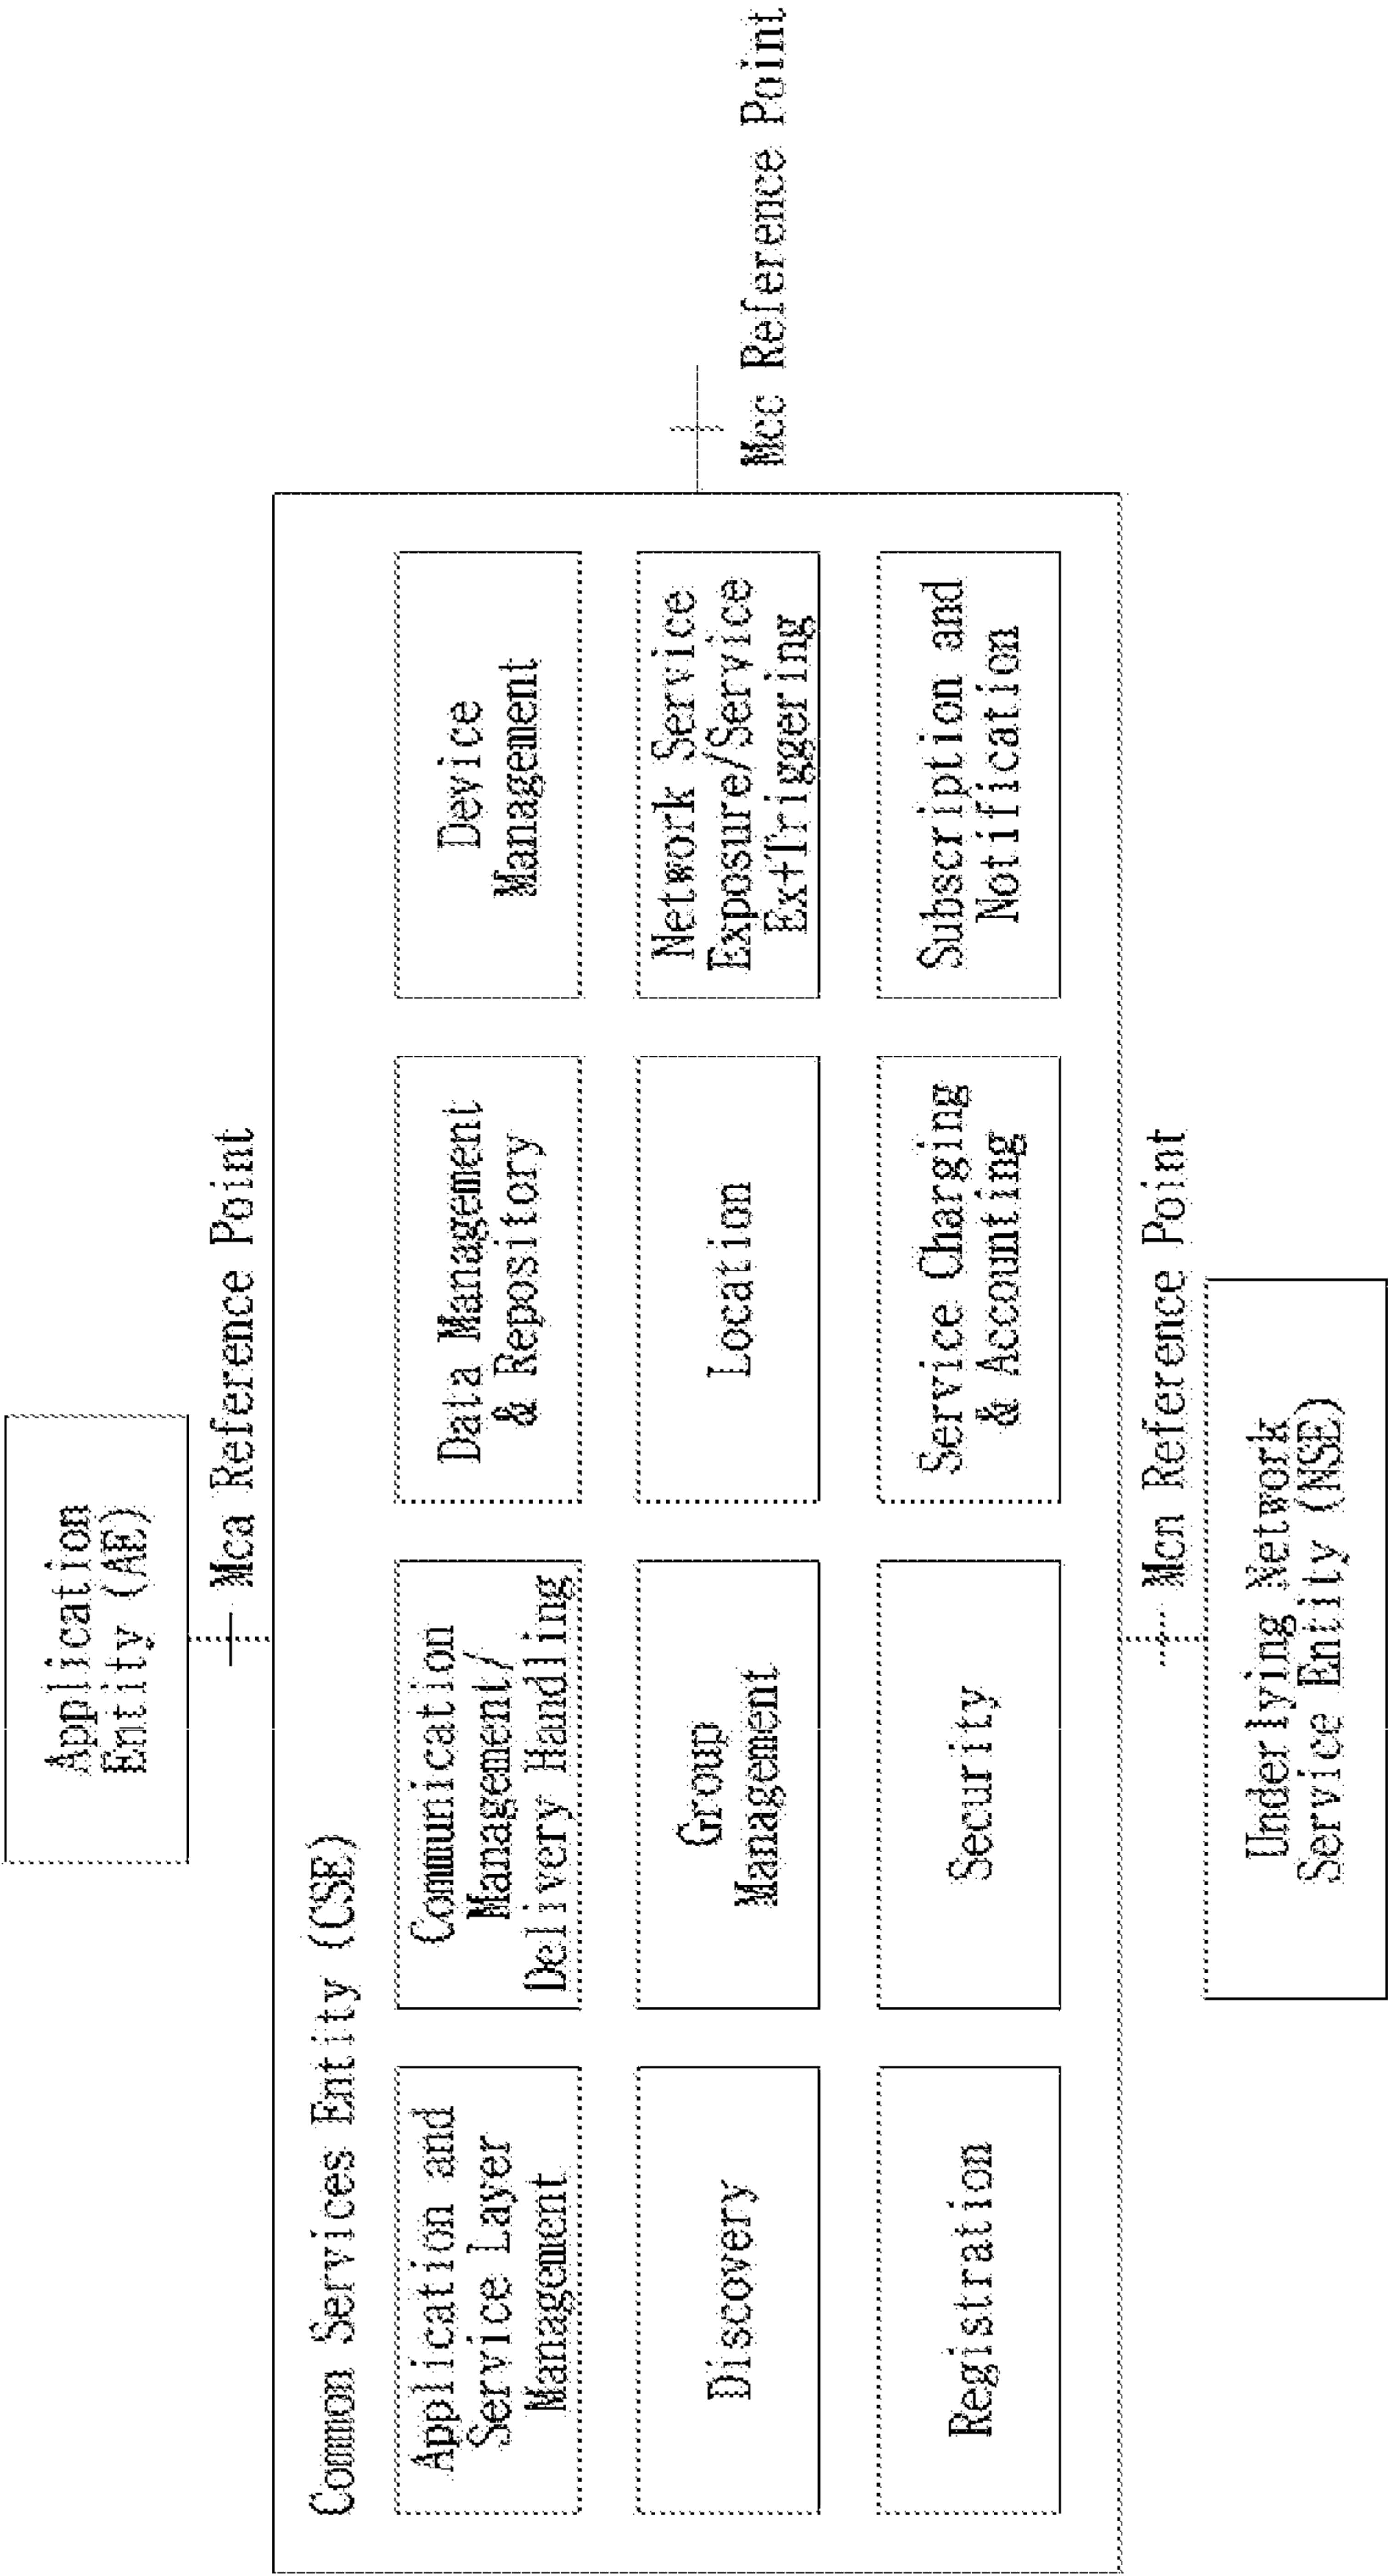 Application
Entity (AE)
Mca Reference Point
Common Services Entity (CSE)
Application and
Service Layer
Management
Communication
Management/
Delivery Handling
Data Management
& Repository
Device
Management
Discovery
Group
Management
Location
Network Service
Exposure/Service
Ex+Triggering
Registration
Security
Service Charging
& Accounting
Subscription and
Notification
Mcc Reference Point
Mcn Reference Point
Underlying Network
Service Entity (NSE)